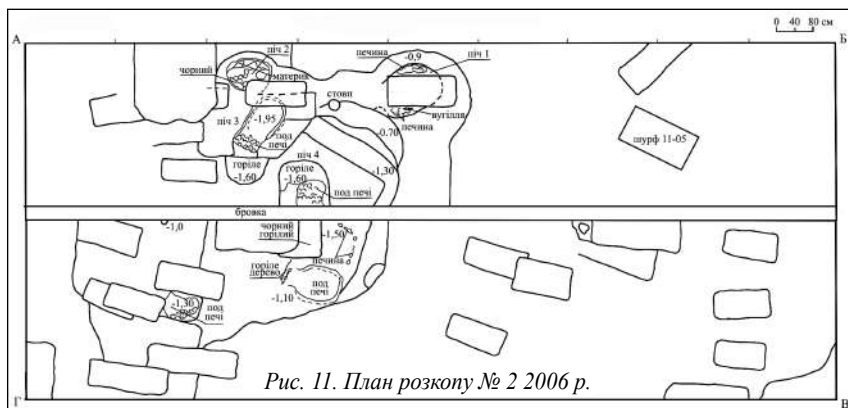 0 40 80 см
А
Б
піч 2
печина
-0,9
піч 1
чорний
материк
стовп
вугілля
печина
піч 3
-1,95
под
печі
-0.70
шурф 11-05
піч 4
горіле
-1,60
горіле
-1,60
под печі
-1,30
бровка
-1,0
чорний
горілий
-1,50
печина
горіле
дерево
под
печі
-1,10
-1,30
под
печі
Рис. 11. План розкопу № 2 2006 р.
Г
В